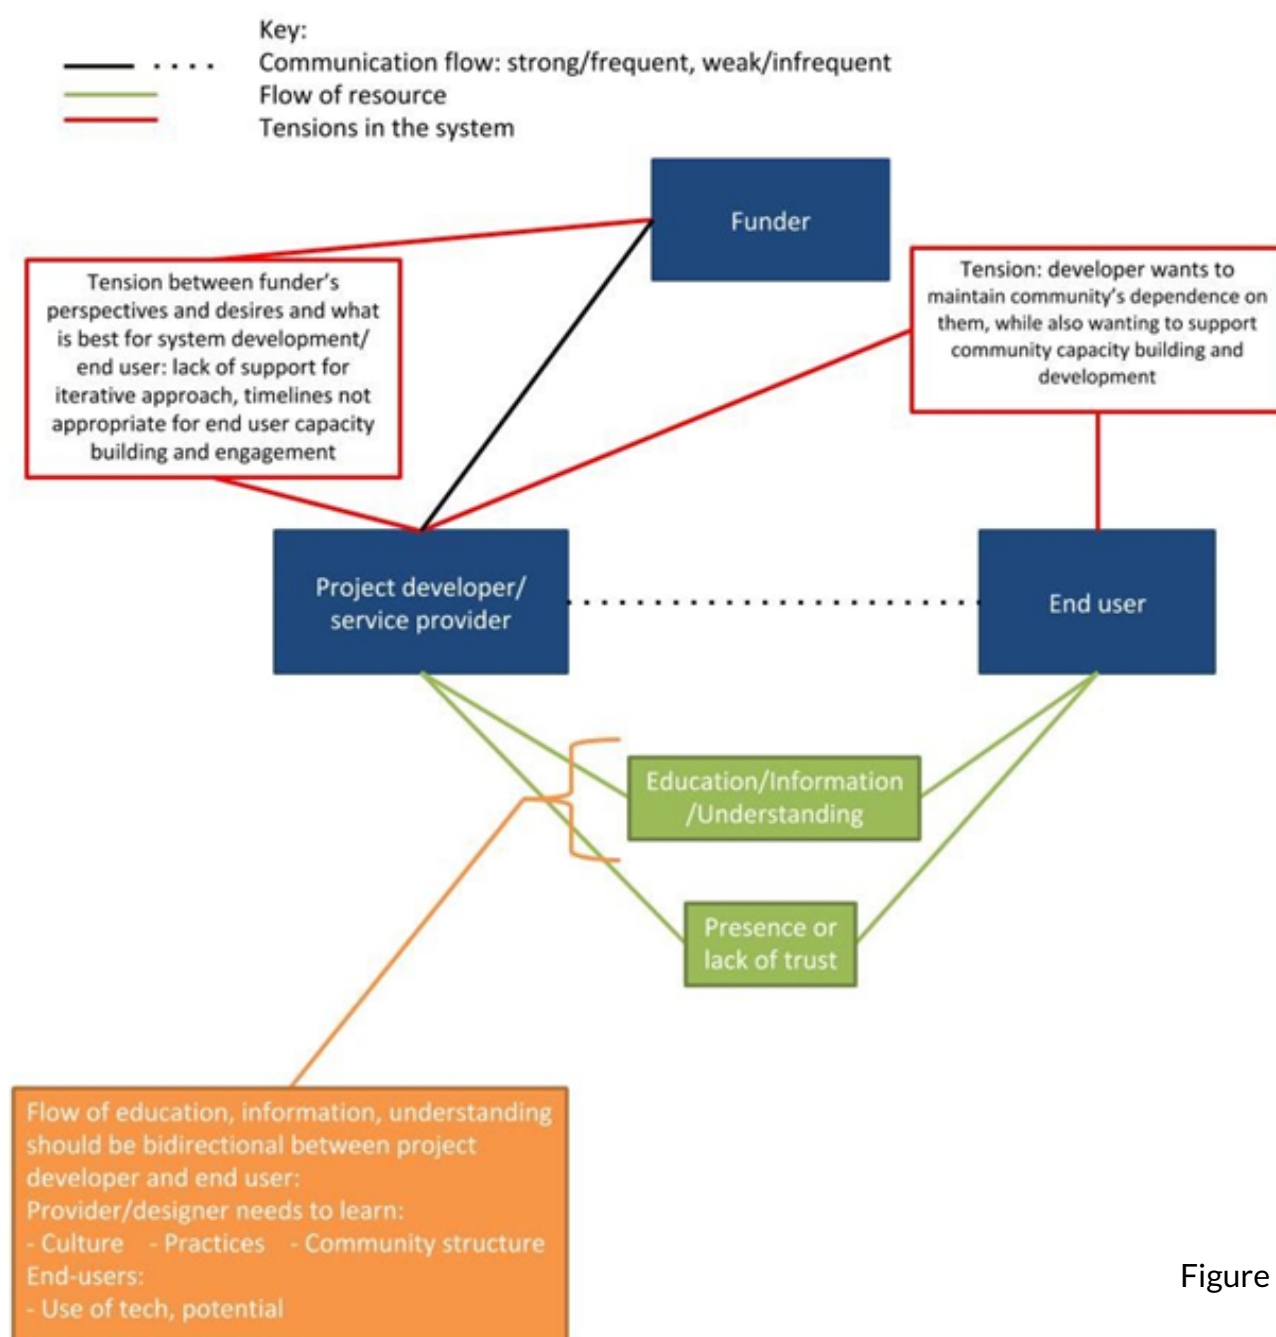 Key:
Communication flow: strong/frequent, weak/infrequent
Flow of resource
Tensions in the system
Funder
Tension between funder's
perspectives and desires and what
is best for system development/
end user: lack of support for
iterative approach, timelines not
appropriate for end user capacity
building and engagement
Tension: developer wants to
maintain community's dependence on
them, while also wanting to support
community capacity building and
development
Project developer/
service provider
End user
Education/Information
/Understanding
Presence or
lack of trust
Flow of education, information, understanding
should be bidirectional between project
developer and end user:
Provider/designer needs to learn:
- Culture - Practices - Community structure
End-users:
- Use of tech, potential
Figure